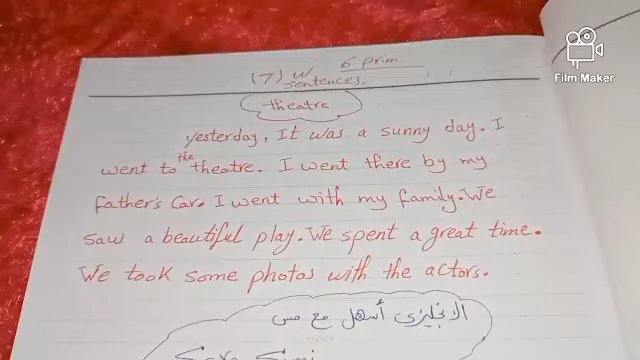 6 prim.
(7) w
sentences.
theatre
yesterday, It was a sunny day. I
went to the theatre. I went there by my
father's Car. I went with my family. We
saw a beautiful play. We spent a great time.
We took some photos with the actors.
الانجليزى أسهل مع مس
Film Maker